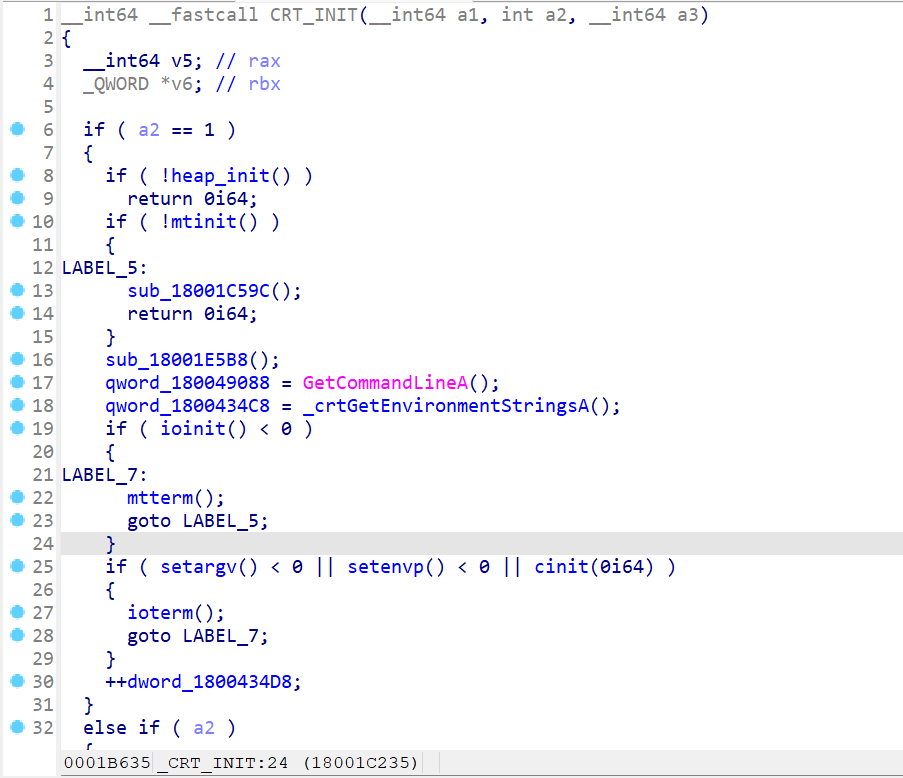 1 __int64 __fastcall CRT_INIT(__int64 a1, int a2, __int64 a3)
2 {
3   __int64 v5; // rax
4   _QWORD *v6; // rbx
5
6   if ( a2 == 1 )
7   {
8     if ( !heap_init() )
9       return 0i64;
10     if ( !mtinit() )
11     {
12 LABEL_5:
13       sub_18001C59C();
14       return 0i64;
15     }
16     sub_18001E5B8();
17     qword_180049088 = GetCommandLineA();
18     qword_1800434C8 = _crtGetEnvironmentStringsA();
19     if ( ioinit() < 0 )
20     {
21 LABEL_7:
22       mtterm();
23       goto LABEL_5;
24     }
25     if ( setargv() < 0 || setenvp() < 0 || cinit(0i64) )
26     {
27       ioterm();
28       goto LABEL_7;
29     }
30     ++dword_1800434D8;
31   }
32   else if ( a2 )
{
0001B635 _CRT_INIT:24 (18001C235)